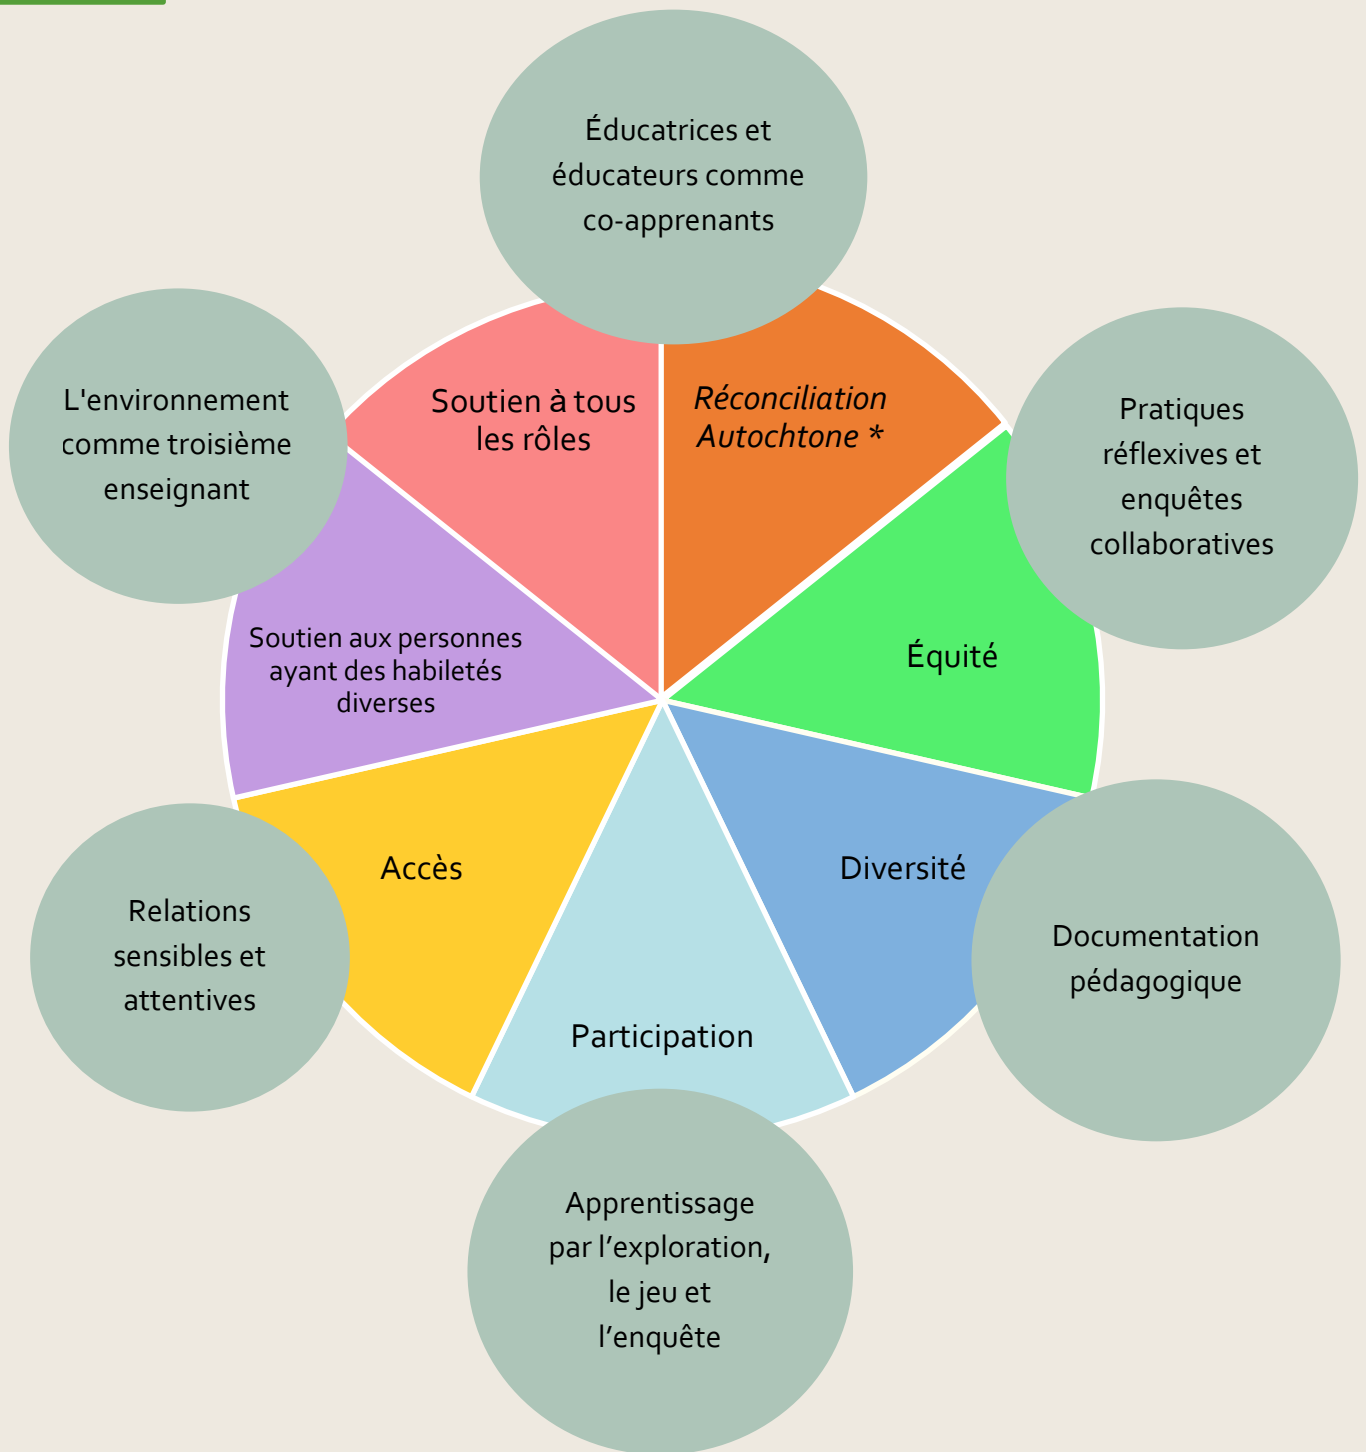 Éducatrices et
éducateurs comme
co-apprenants
L'environnement
comme troisième
enseignant
Soutien à tous
les rôles
Réconciliation
Autochtone *
Pratiques
réflexives et
enquêtes
collaboratives
Soutien aux personnes
ayant des habiletés
diverses
Équité
Accès
Diversité
Relations
sensibles et
attentives
Documentation
pédagogique
Participation
Apprentissage
par l’exploration,
le jeu et
l’enquête